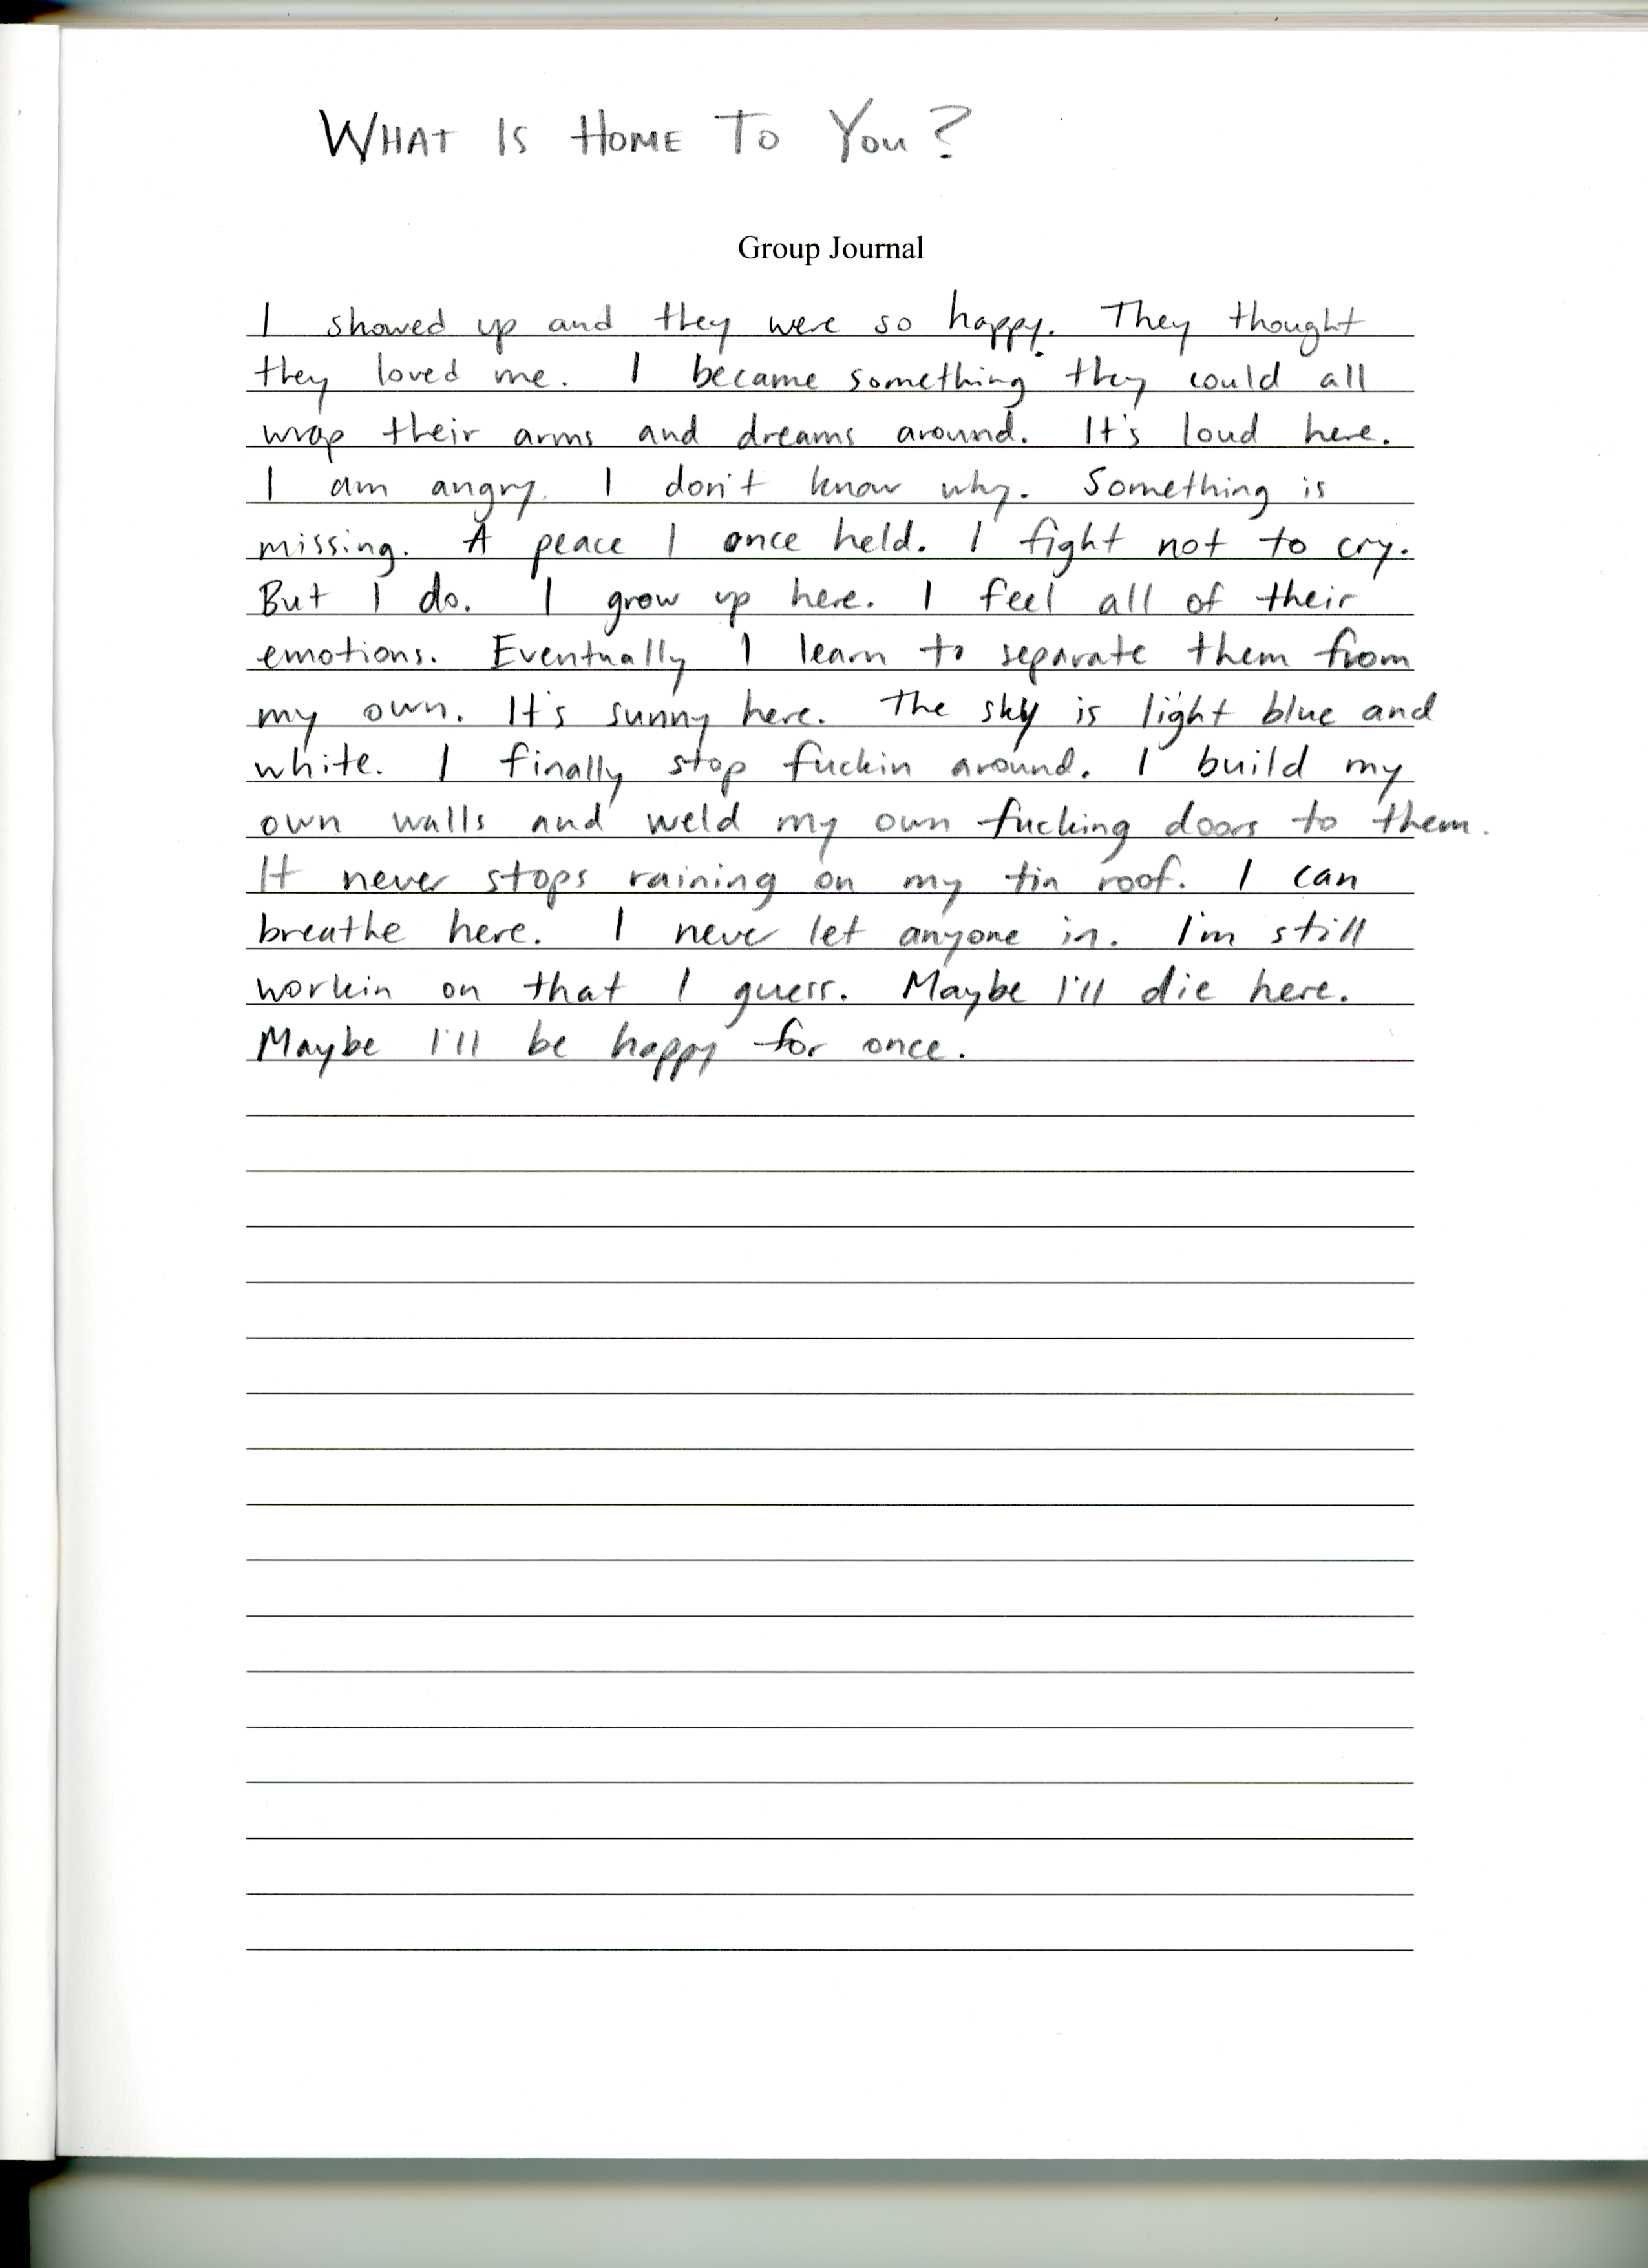 WHAT IS HOME TO YOU?
Group Journal
I showed up and they were so happy. They thought
they loved me. I became something they could all
wrap their arms and dreams around. It's loud here.
I am angry. I don't know why. Something is
missing. A peace I once held. I fight not to cry.
But I do. I grow up here. I feel all of their
emotions. Eventually I learn to separate them from
my own. It's sunny here. The sky is light blue and
white. I finally stop fuckin around. I build my
own walls and weld my own fucking doors to them.
It never stops raining on my tin roof. I can
breathe here. I never let anyone in. I'm still
workin on that I guess. Maybe I'll die here.
Maybe I'll be happy for once.